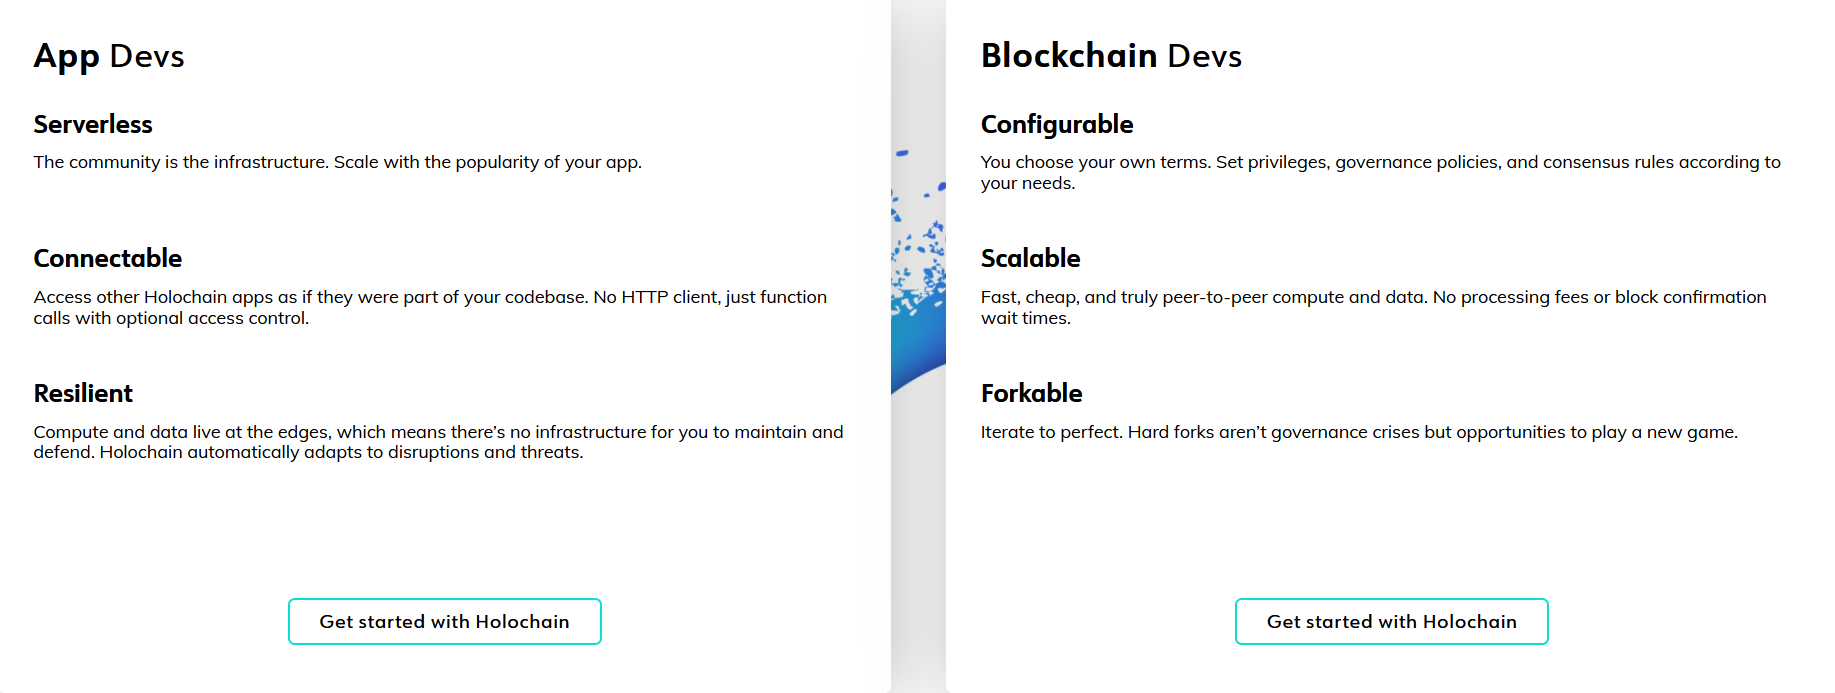 App Devs
Serverless
The community is the infrastructure. Scale with the popularity of your app.
Connectable
Access other Holochain apps as if they were part of your codebase. No HTTP client, just function
calls with optional access control.
Resilient
Compute and data live at the edges, which means there’s no infrastructure for you to maintain and
defend. Holochain automatically adapts to disruptions and threats.
Get started with Holochain
Blockchain Devs
Configurable
You choose your own terms. Set privileges, governance policies, and consensus rules according to
your needs.
Scalable
Fast, cheap, and truly peer-to-peer compute and data. No processing fees or block confirmation
wait times.
Forkable
Iterate to perfect. Hard forks aren’t governance crises but opportunities to play a new game.
Get started with Holochain